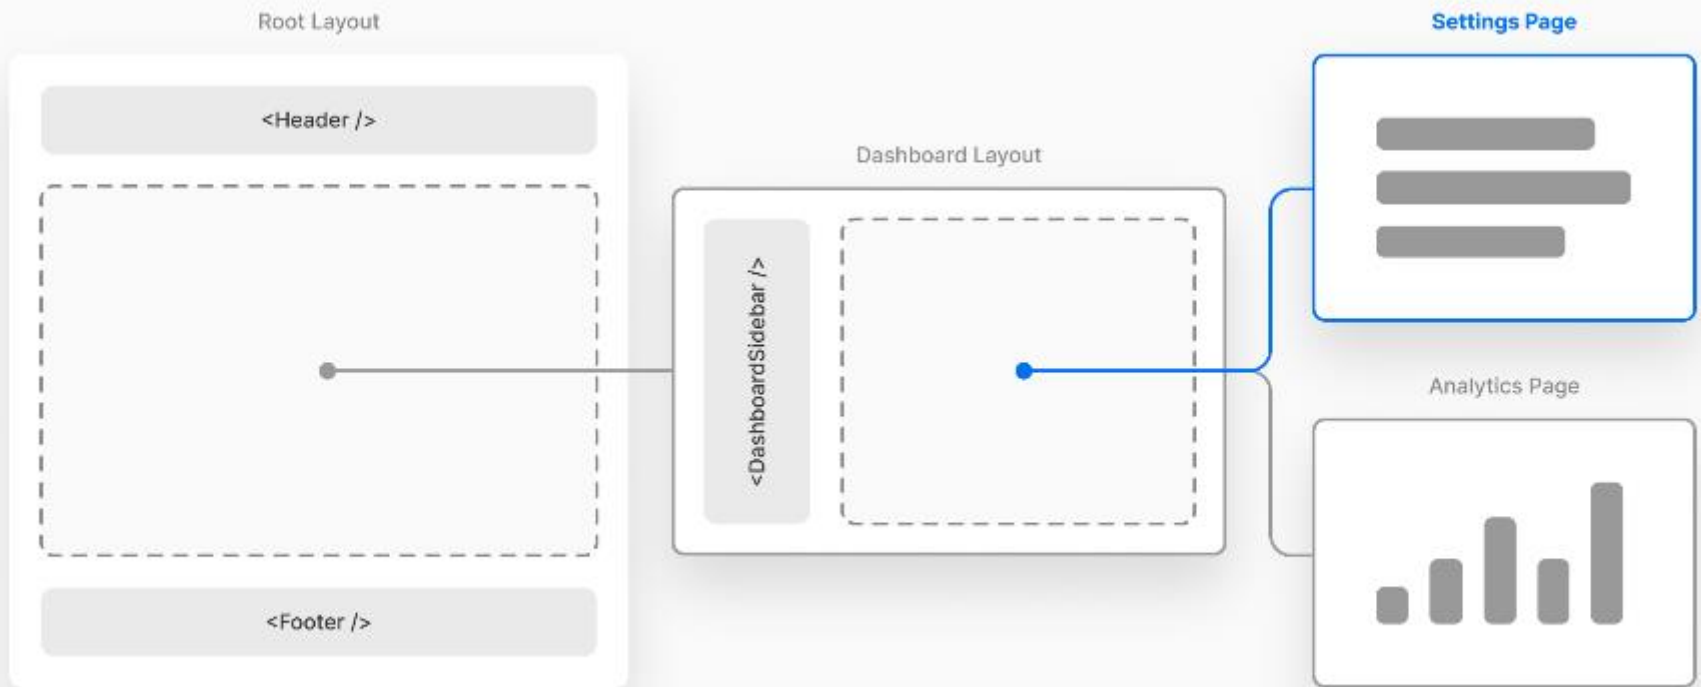 Root Layout
<Header />
<Footer />
Dashboard Layout
<DashboardSidebar />
Settings Page
Analytics Page